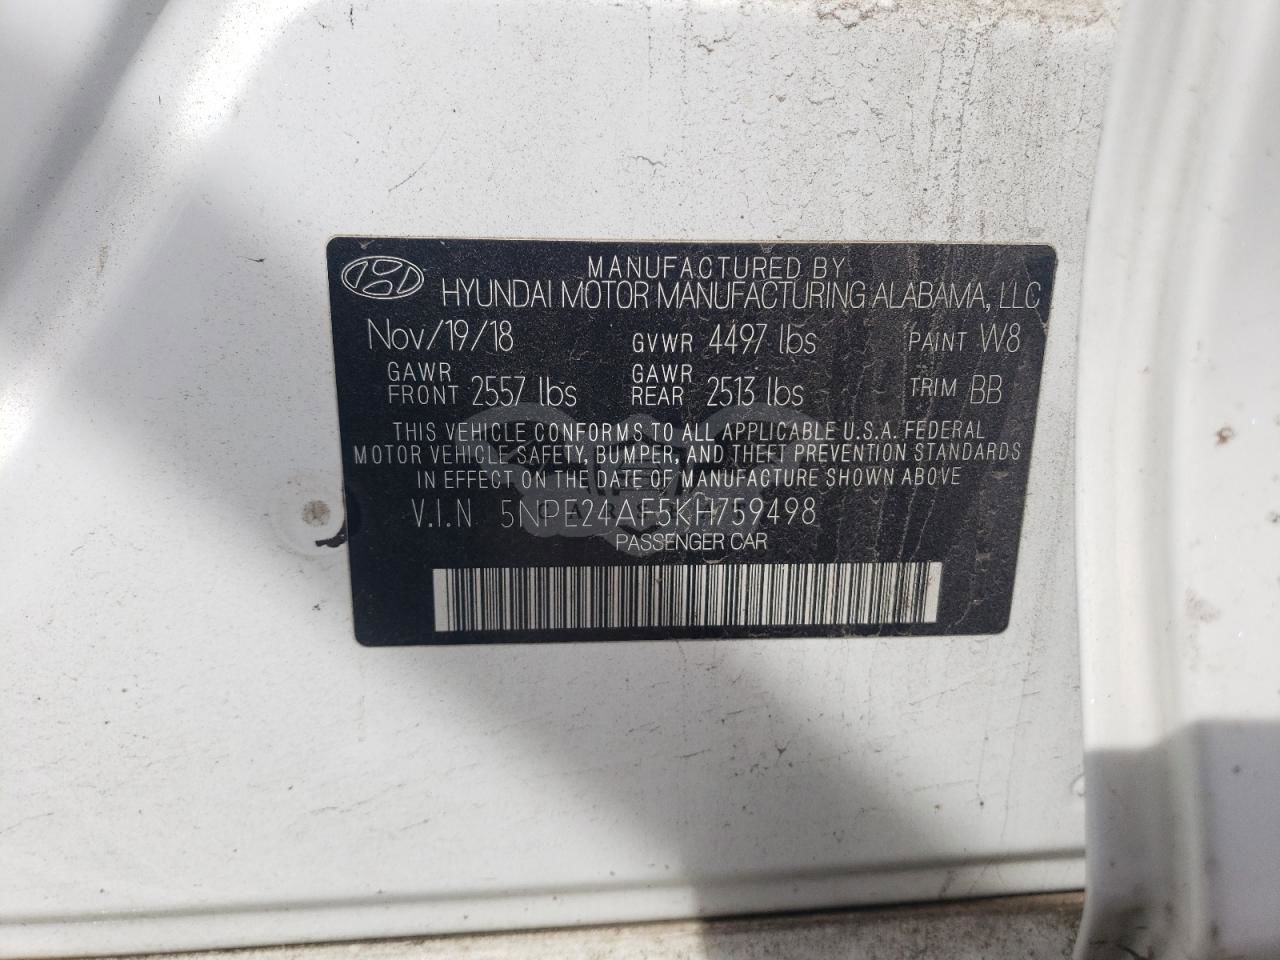 MANUFACTURED BY
HYUNDAI MOTOR MANUFACTURING ALABAMA, LLC
Nov/19/18 GVWR 4497 lbs PAINT W8
GAWR FRONT 2557 lbs GAWR REAR 2513 lbs TRIM BB
THIS VEHICLE CONFORMS TO ALL APPLICABLE U.S.A. FEDERAL
MOTOR VEHICLE SAFETY, BUMPER, AND THEFT PREVENTION STANDARDS
IN EFFECT ON THE DATE OF MANUFACTURE SHOWN ABOVE
V.I.N 5NPE24AF5KH759498
PASSENGER CAR